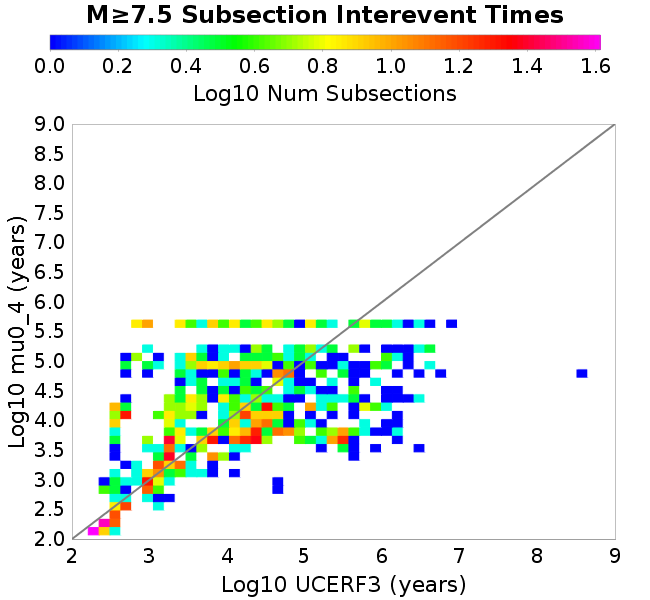 M≥7.5 Subsection Interevent Times
0.0 0.2 0.4 0.6 0.8 1.0 1.2 1.4 1.6
Log10 Num Subsections
Log10 mu0_4 (years)
9.0
8.5
8.0
7.5
7.0
6.5
6.0
5.5
5.0
4.5
4.0
3.5
3.0
2.5
2.0
2 3 4 5 6 7 8 9
Log10 UCERF3 (years)